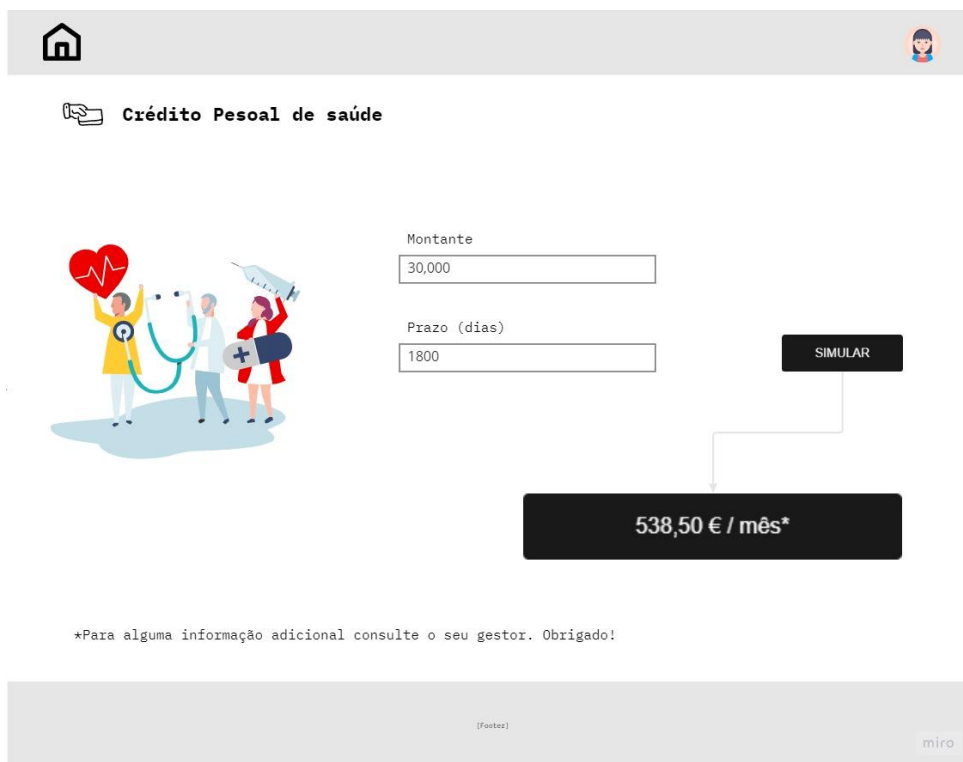 Crédito Pesoal de saúde
Montante
30,000
Prazo (dias)
1800
SIMULAR
538,50 € / mês*
*Para alguma informação adicional consulte o seu gestor. Obrigado!
[Footer]
miro